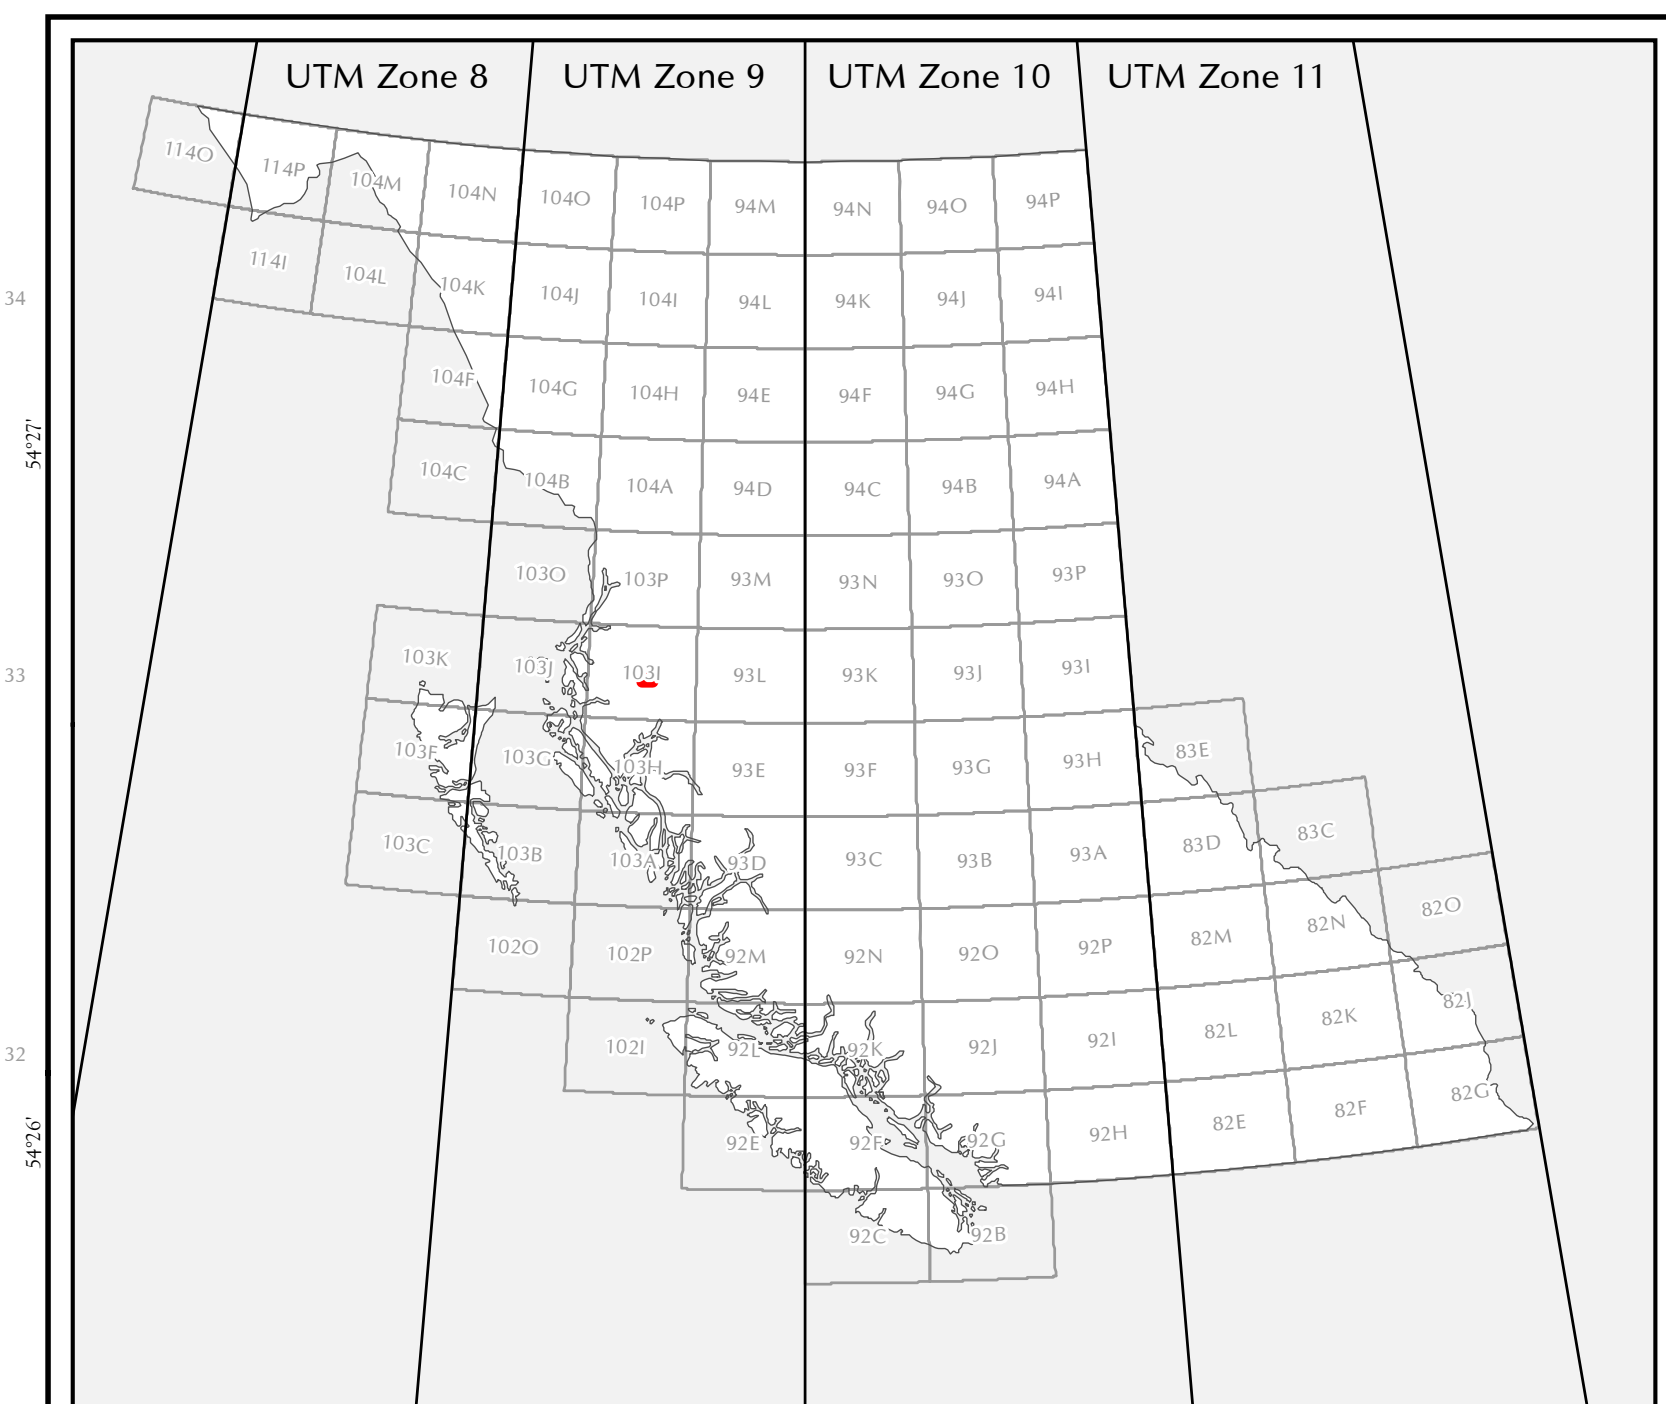 UTM Zone 8 UTM Zone 9 UTM Zone 10 UTM Zone 11
114O 114P 104M 104N 104O 104P 94M 94N 94O 94P
114I 104L 104K 104J 104I 94L 94K 94J 94I
34
104F 104G 104H 94E 94F 94G 94H
54°27'
104C 104B 104A 94D 94C 94B 94A
103O 103P 93M 93N 93O 93P
103K 103J 103I 93L 93K 93J 93I
33
103F 103G 103H 93E 93F 93G 93H 83E
103C 103B 103A 93D 93C 93B 93A 83D 83C
102O 102P 92M 92N 92O 92P 82M 82N 82O
102I 92L 92K 92J 92I 82L 82K 82J
32
54°26'
92E 92F 92G 92H 82E 82F 82G
92C 92B